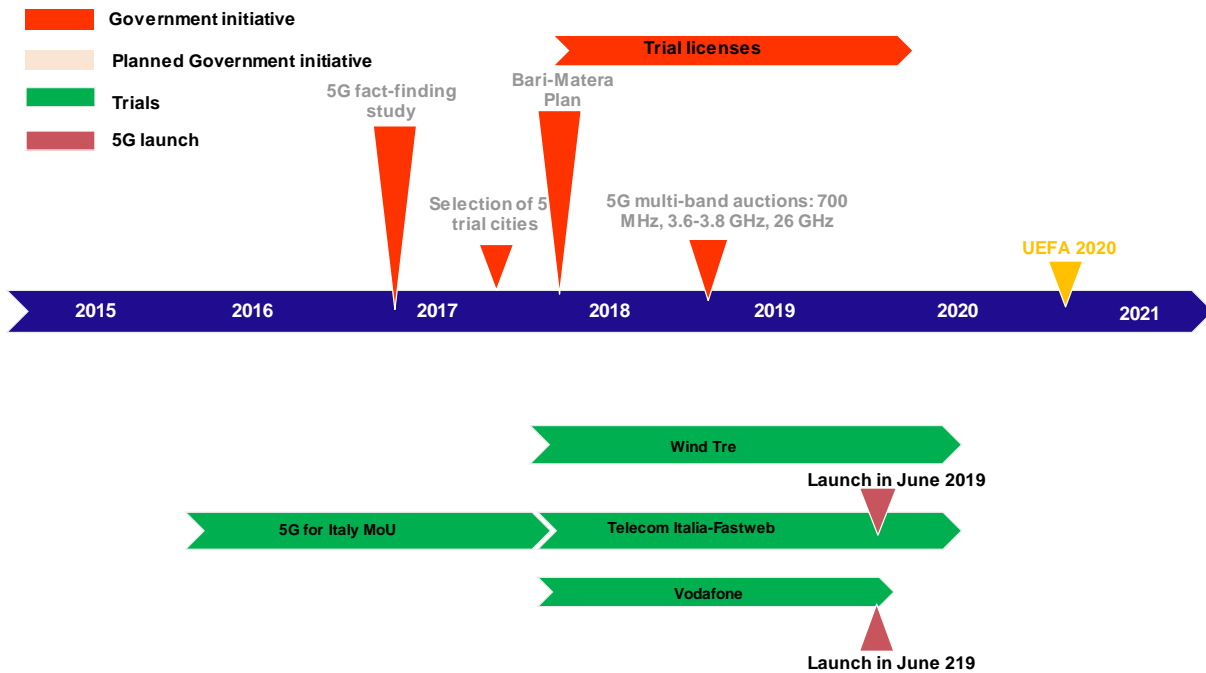 Government initiative
Planned Government initiative
Trials
5G launch
Trial licenses
5G fact-finding
study
Bari-Matera
Plan
Selection of 5
trial cities
5G multi-band auctions: 700
MHz, 3.6-3.8 GHz, 26 GHz
UEFA 2020
2015
2016
2017
2018
2019
2020
2021
Wind Tre
Launch in June 2019
5G for Italy MoU
Telecom Italia-Fastweb
Vodafone
Launch in June 219